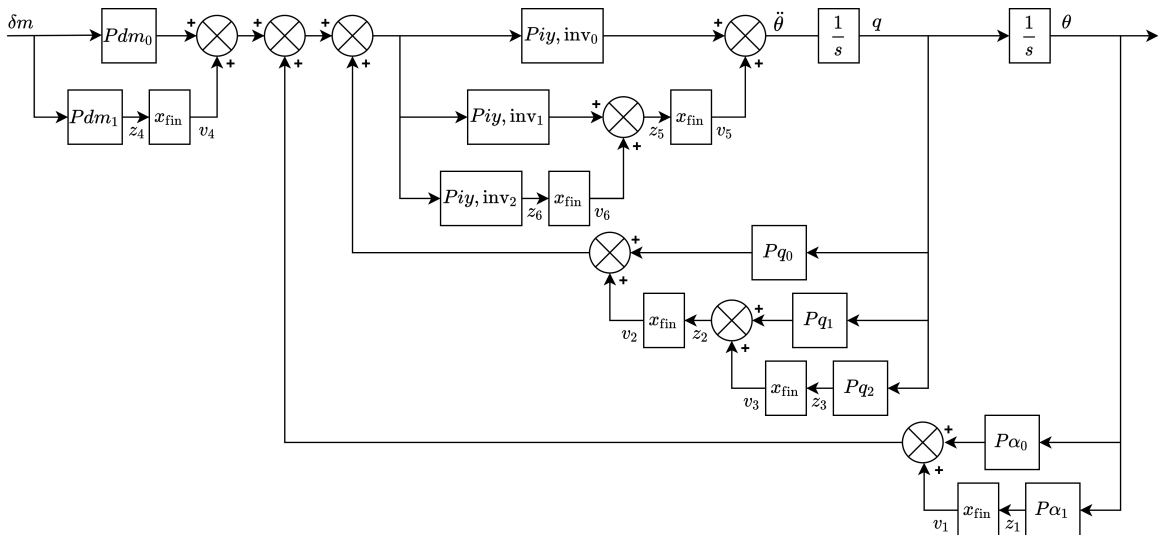 δm
+ + + + θ̈ q θ
Pdm₀ Piy, inv₀ 1/s 1/s
+ + + +
Pdm₁ x_fin Piy, inv₁ + x_fin
z₄ v₄ z₅ v₅
+
Piy, inv₂ x_fin
z₆ v₆
+ Pq₀
+
x_fin + Pq₁
v₂ z₂
+
x_fin Pq₂
v₃ z₃
+ Pα₀
+
x_fin Pα₁
v₁ z₁